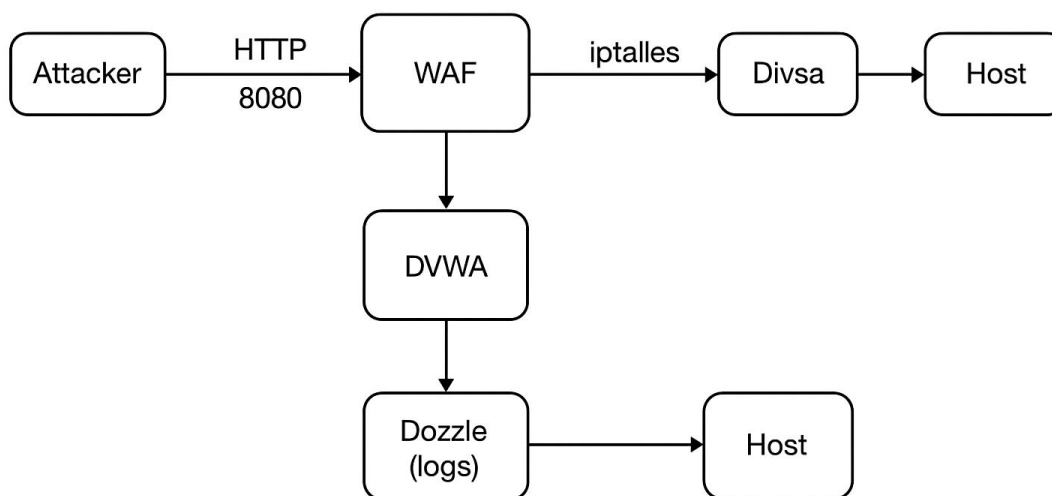 Attacker
HTTP
8080
WAF
iptalles
Divsa
Host
DVWA
Dozzle
(logs)
Host